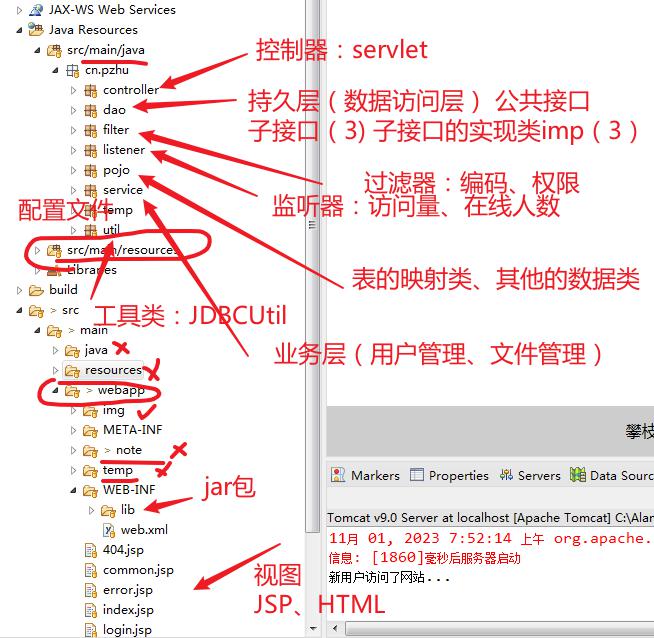 JAX-WS Web Services
Java Resources
src/main/java
cn.pzhu
控制器：servlet
controller
dao
持久层（数据访问层） 公共接口
filter
子接口（3) 子接口的实现类imp（3）
listener
pojo
过滤器：编码、权限
service
监听器：访问量、在线人数
配置文件
temp
util
src/main/resources
Libraries
表的映射类、其他的数据类
build
> src
工具类：JDBCUtil
> main
java
业务层（用户管理、文件管理）
resources
> webapp
img
META-INF
攀枝
> note
temp
Markers
Properties
Servers
Data Sourc
WEB-INF
jar包
lib
Tomcat v9.0 Server at localhost [Apache Tomcat] C:\Alan
web.xml
11月 01, 2023 7:52:14 上午 org.apache.
404.jsp
信息: [1860]毫秒后服务器启动
common.jsp
视图
新用户访问了网站...
error.jsp
JSP、HTML
index.jsp
login.jsp